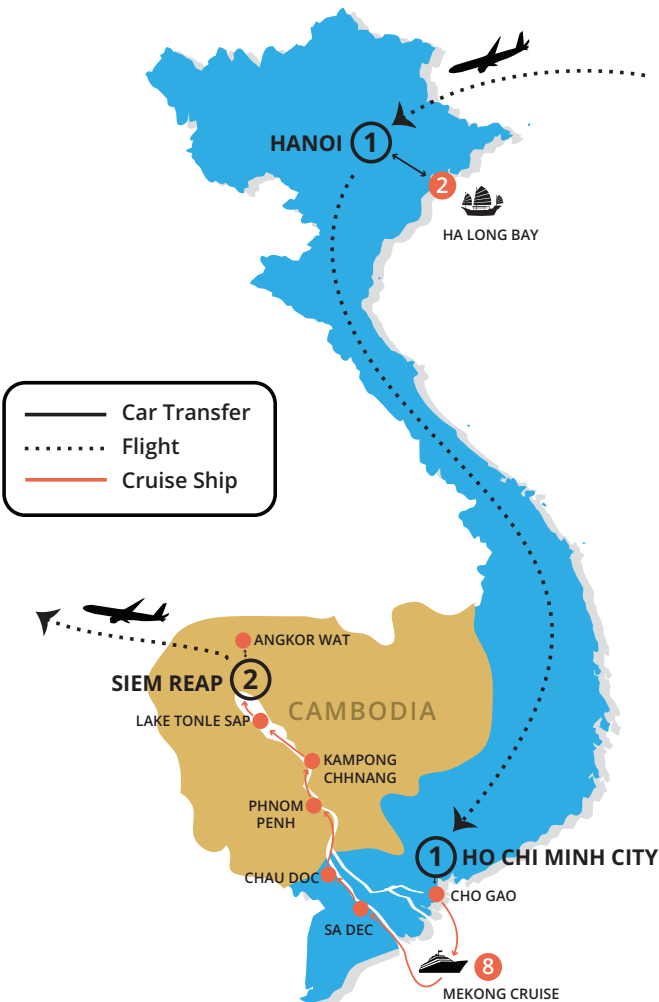 HANOI 1
2
HA LONG BAY
Car Transfer
Flight
Cruise Ship
ANGKOR WAT
SIEM REAP 2
CAMBODIA
LAKE TONLE SAP
KAMPONG
CHHNANG
PHNOM
PENH
1 HO CHI MINH CITY
CHAU DOC
CHO GAO
SA DEC
8
MEKONG CRUISE